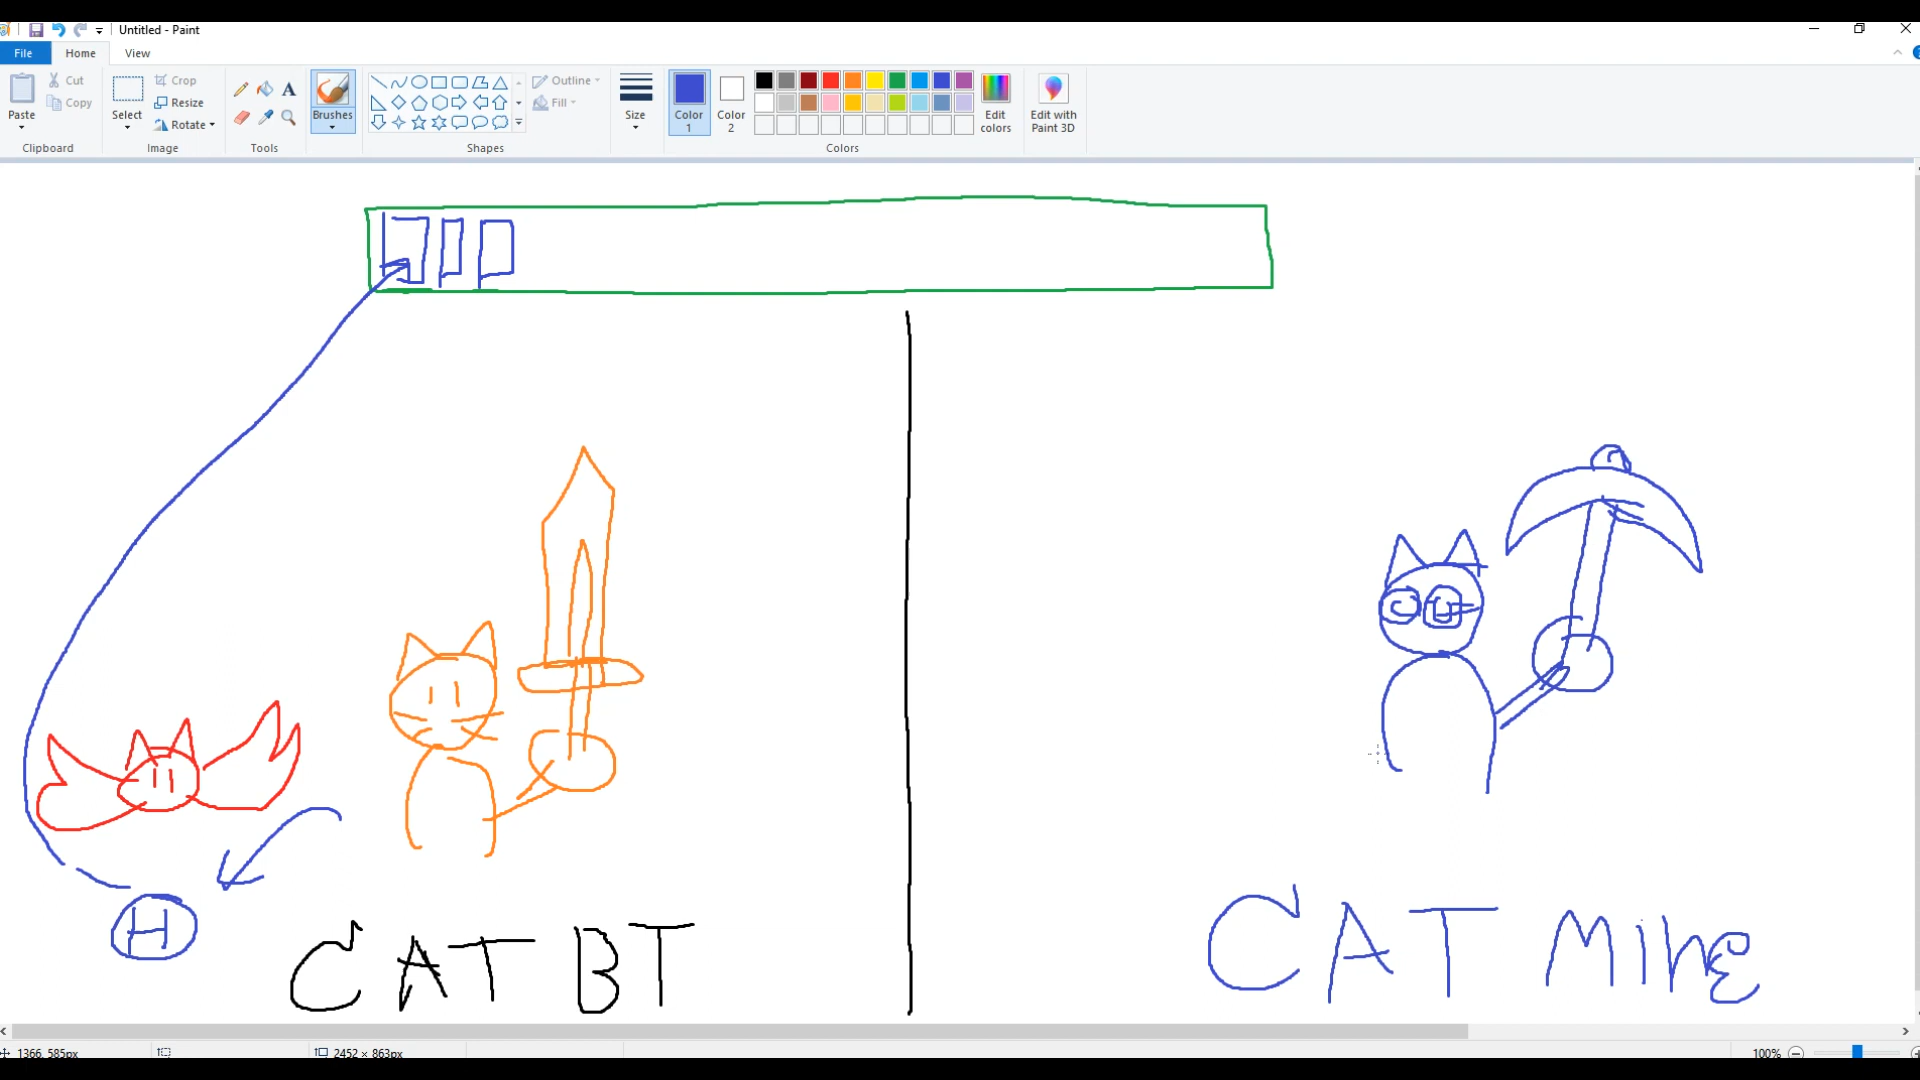 Untitled - Paint
File Home View
Paste
Cut
Copy
Clipboard
Select
Crop
Resize
Rotate
Image
A
Tools
Brushes
Shapes
Outline
Fill
Size
Color 1
Color 2
Edit colors
Colors
Edit with Paint 3D
H
CAT BT
CAT MinE
1366, 585px
2452 × 863px
100%